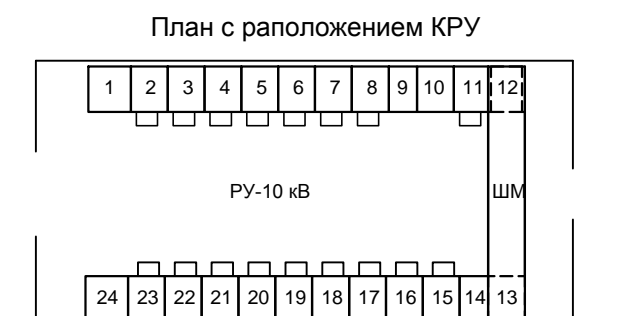 План с раположением КРУ
1 2 3 4 5 6 7 8 9 10 11 12
РУ-10 кВ ШМ
24 23 22 21 20 19 18 17 16 15 14 13